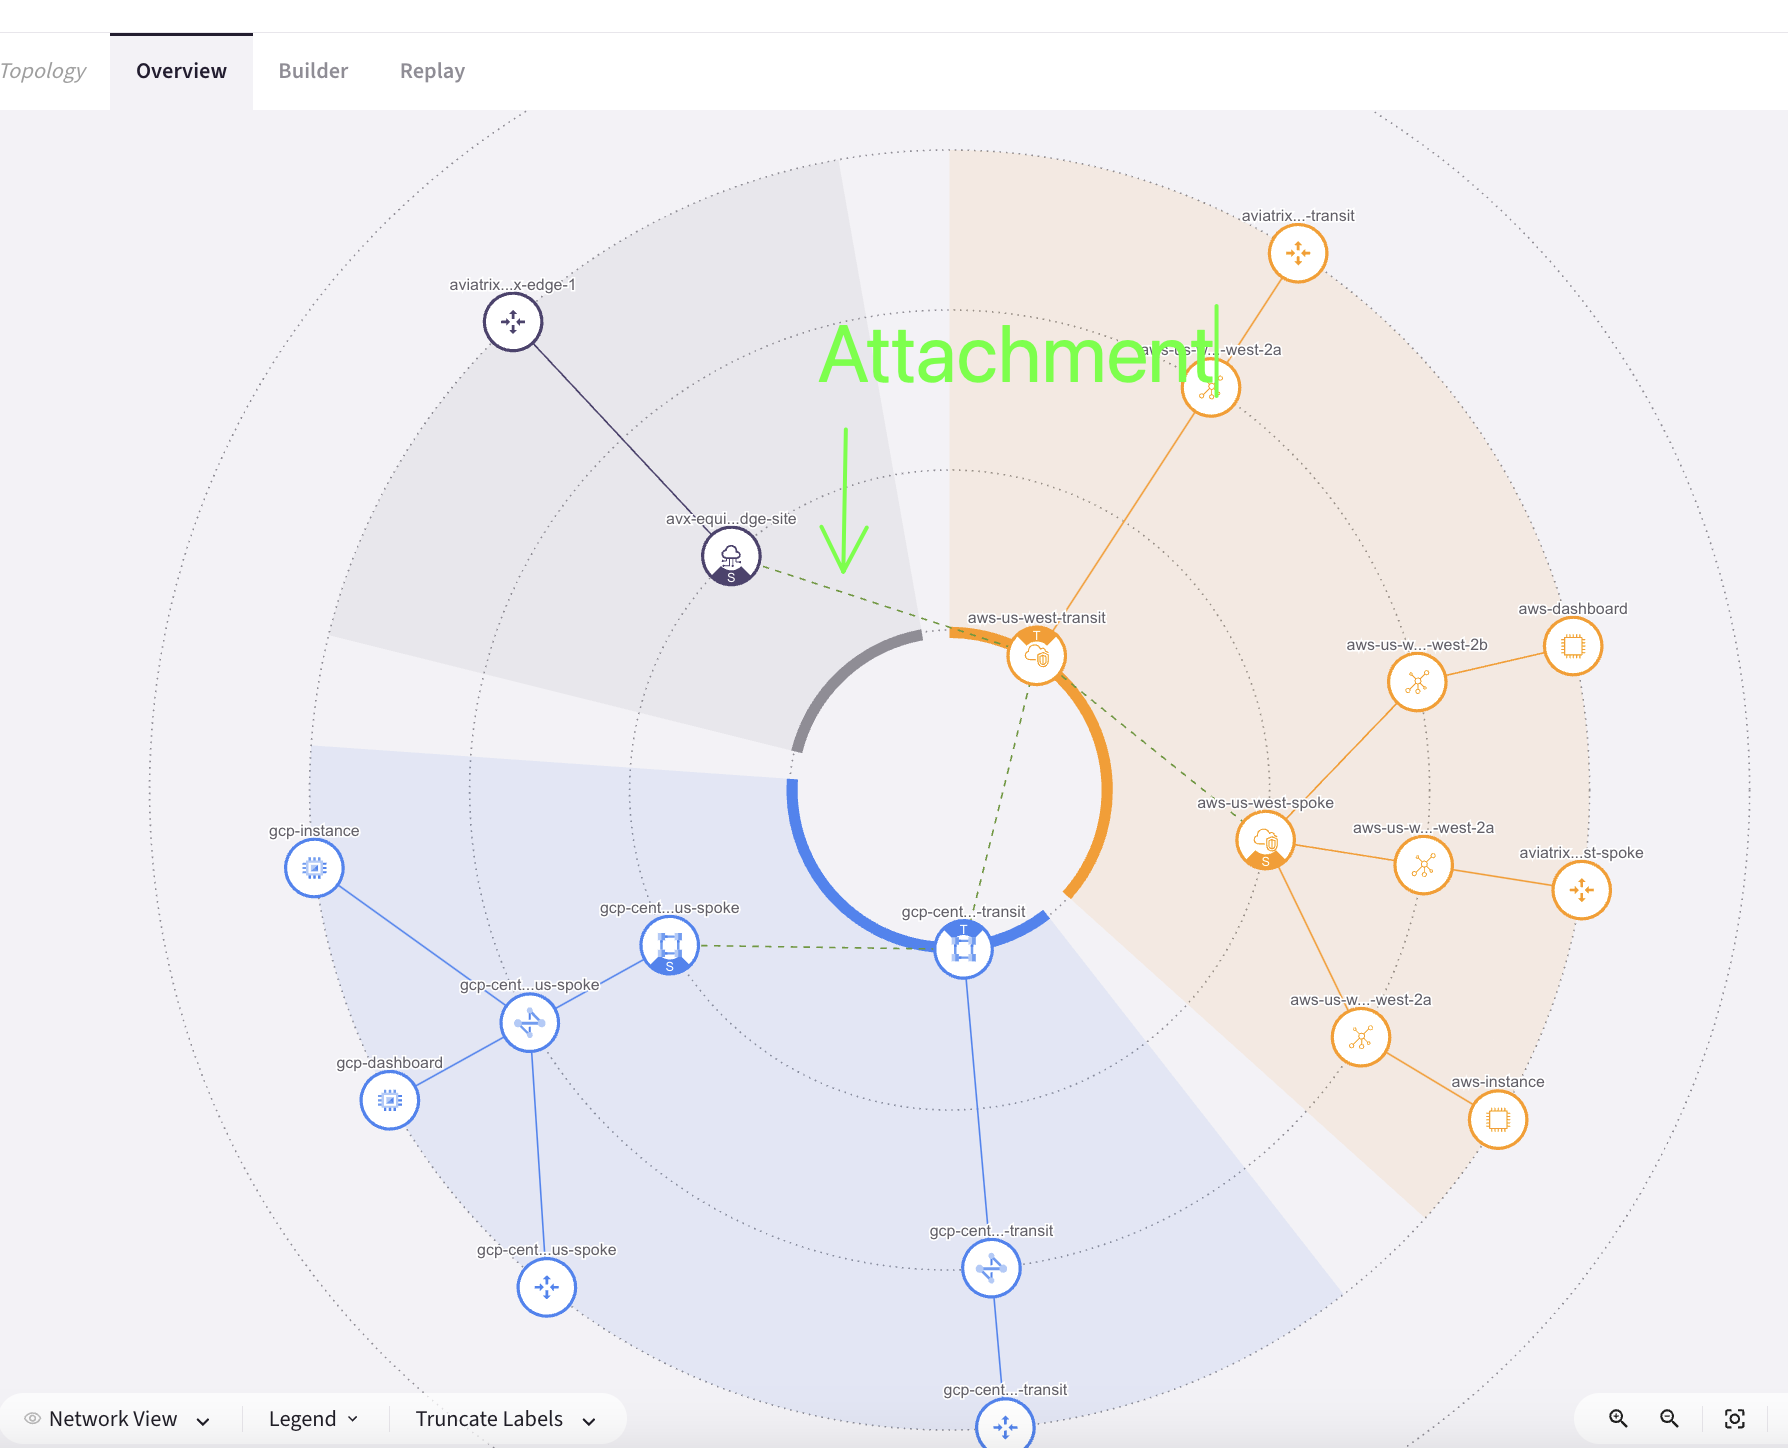 Topology Overview Builder Replay
aviatrix...-transit
aviatrix...x-edge-1
Attachment
aws-us-w...-west-2a
avx-equi...dge-site
S
aws-us-west-transit
T
aws-dashboard
aws-us-w...-west-2b
aws-us-west-spoke
S
aws-us-w...-west-2a
aviatrix...st-spoke
gcp-instance
gcp-cent...us-spoke
S
gcp-cent...-transit
T
gcp-cent...us-spoke
aws-us-w...-west-2a
gcp-dashboard
aws-instance
gcp-cent...-transit
gcp-cent...us-spoke
gcp-cent...-transit
Network View Legend Truncate Labels